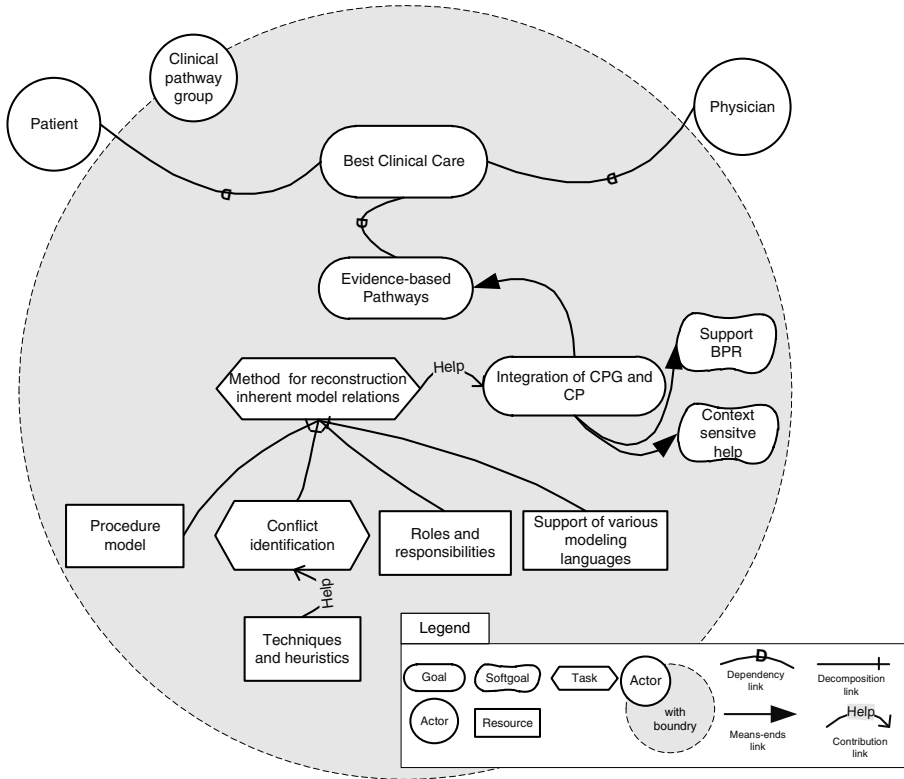 Clinical
pathway
group
Patient
Physician
Best Clinical Care
D
D
D
Evidence-based
Pathways
Support
BPR
Help
Method for reconstruction
inherent model relations
Integration of CPG and
CP
Context
sensitve
help
Procedure
model
Conflict
identification
Roles and
responsibilities
Support of various
modeling
languages
Help
Techniques
and heuristics
Legend
Goal
Softgoal
Task
Actor
with
boundry
D
Dependency
link
Decomposition
link
Actor
Resource
Means-ends
link
Help
Contribution
link